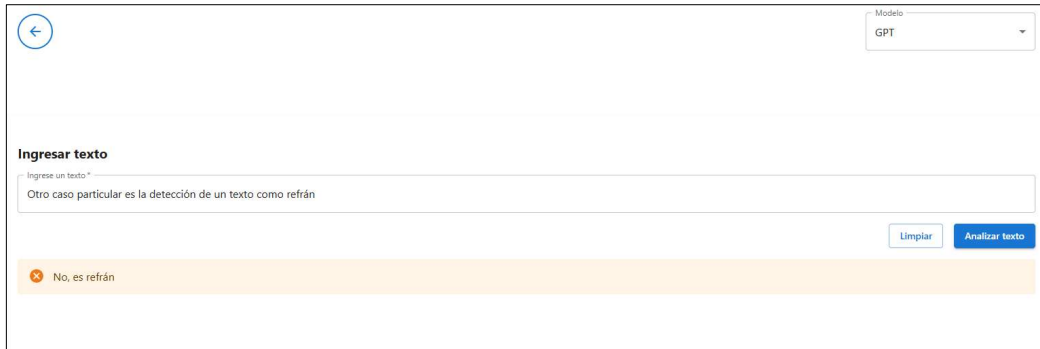 Modelo
GPT
Ingresar texto
Ingrese un texto *
Otro caso particular es la detección de un texto como refrán
Limpiar
Analizar texto
No, es refrán